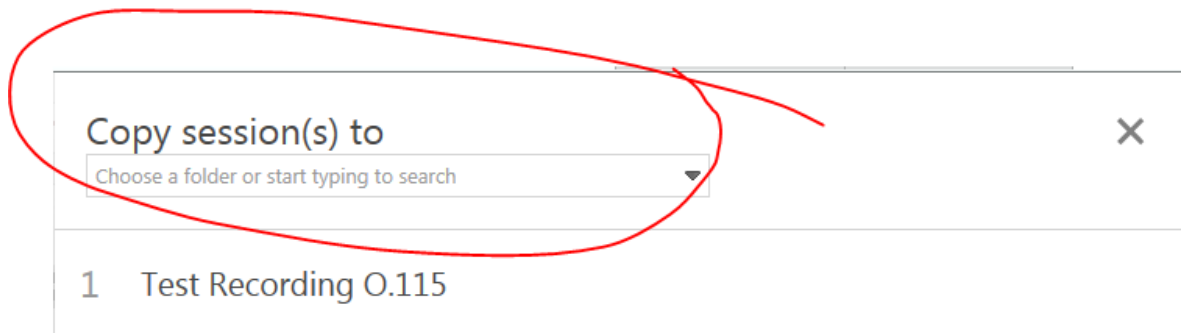 Copy session(s) to
Choose a folder or start typing to search
1 Test Recording O.115